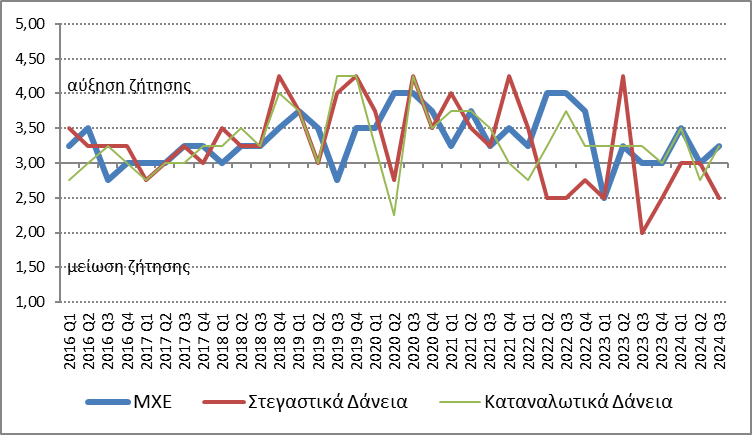 5,00
4,50
4,00
3,50
3,00
2,50
2,00
1,50
1,00
αύξηση ζήτησης
μείωση ζήτησης
2016 Q1
2016 Q2
2016 Q3
2016 Q4
2017 Q1
2017 Q2
2017 Q3
2017 Q4
2018 Q1
2018 Q2
2018 Q3
2018 Q4
2019 Q1
2019 Q2
2019 Q3
2019 Q4
2020 Q1
2020 Q2
2020 Q3
2020 Q4
2021 Q1
2021 Q2
2021 Q3
2021 Q4
2022 Q1
2022 Q2
2022 Q3
2022 Q4
2023 Q1
2023 Q2
2023 Q3
2023 Q4
2024 Q1
2024 Q2
2024 Q3
ΜΧΕ Στεγαστικά Δάνεια Καταναλωτικά Δάνεια